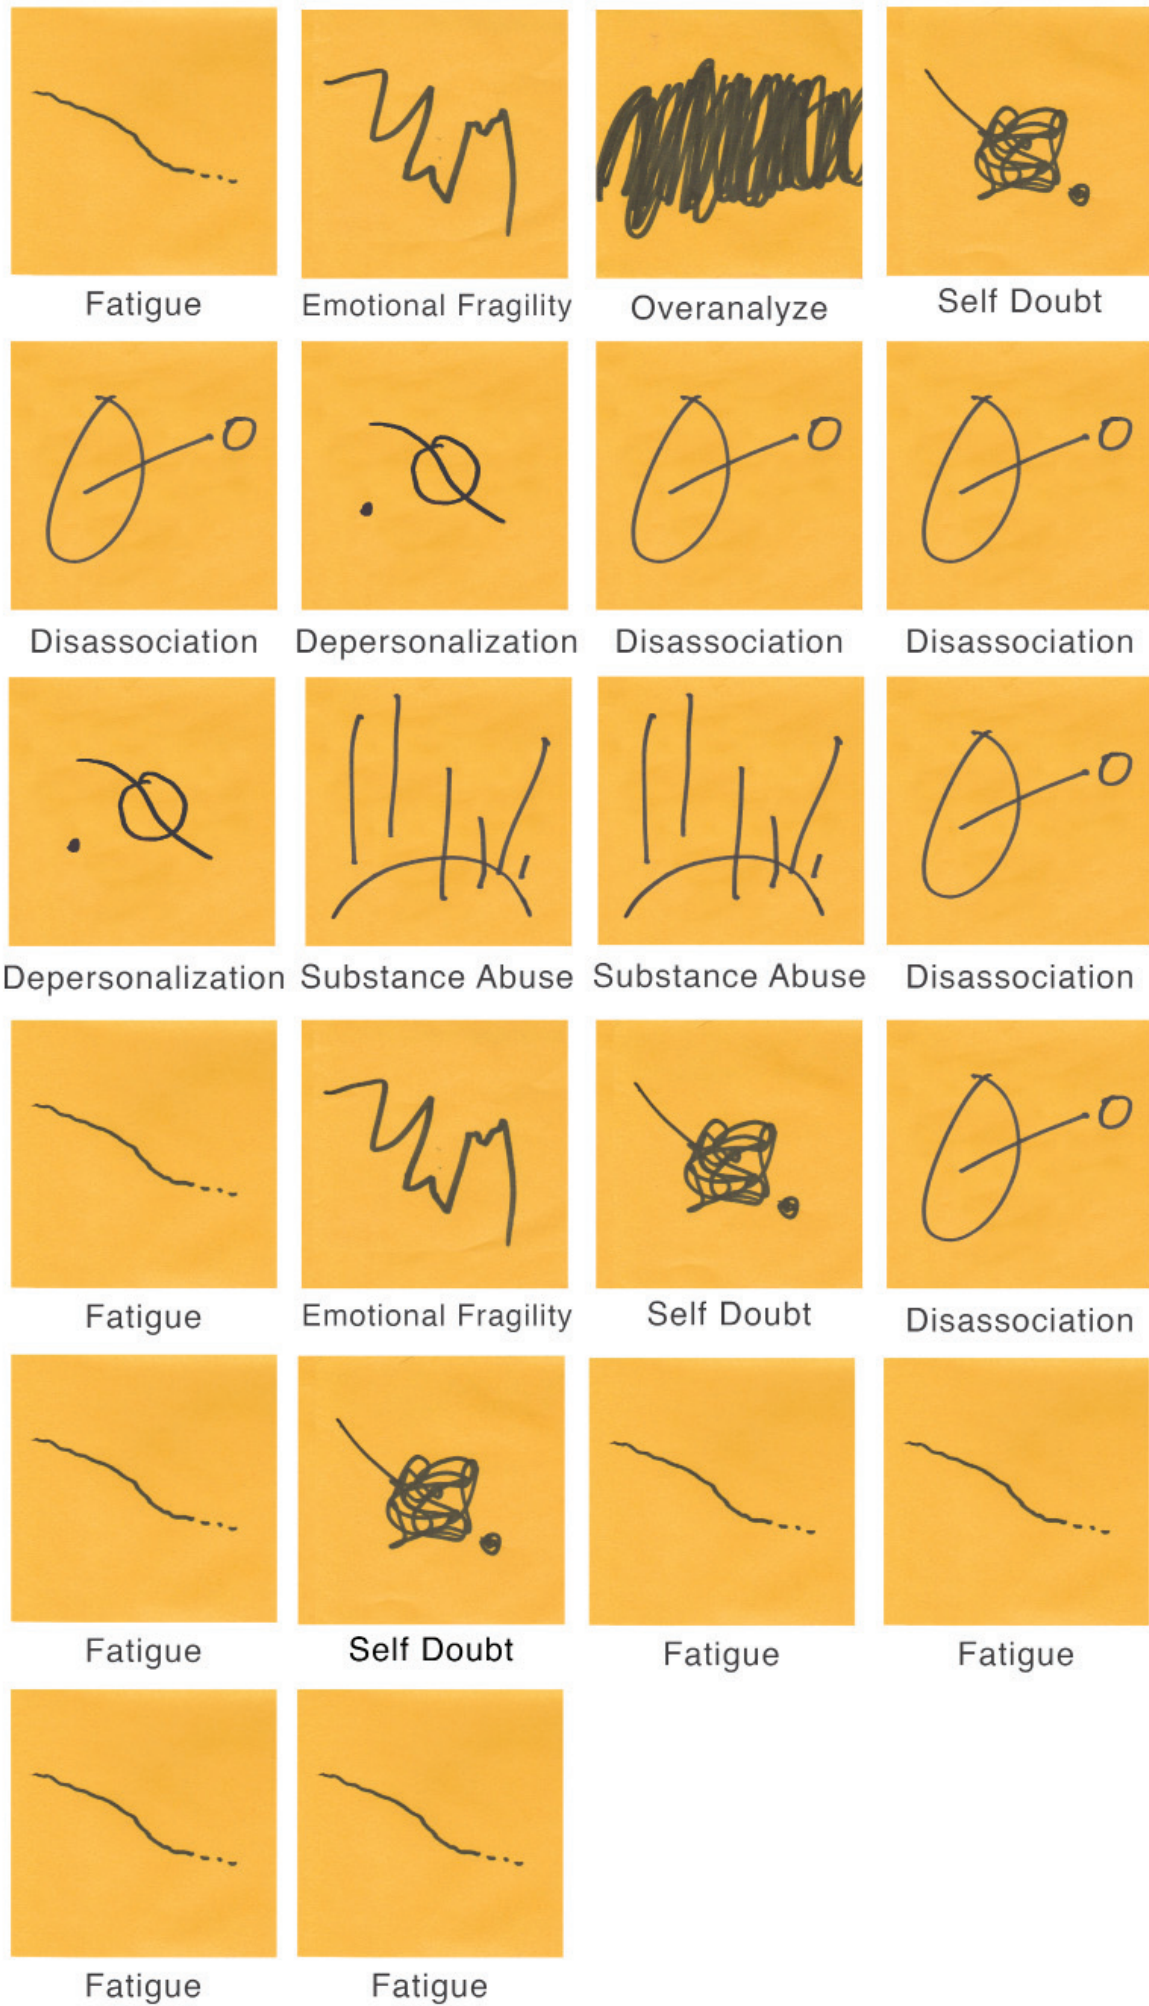 Fatigue
Emotional Fragility
Overanalyze
Self Doubt
Disassociation
Depersonalization
Disassociation
Disassociation
Depersonalization
Substance Abuse
Substance Abuse
Disassociation
Fatigue
Emotional Fragility
Self Doubt
Disassociation
Fatigue
Self Doubt
Fatigue
Fatigue
Fatigue
Fatigue